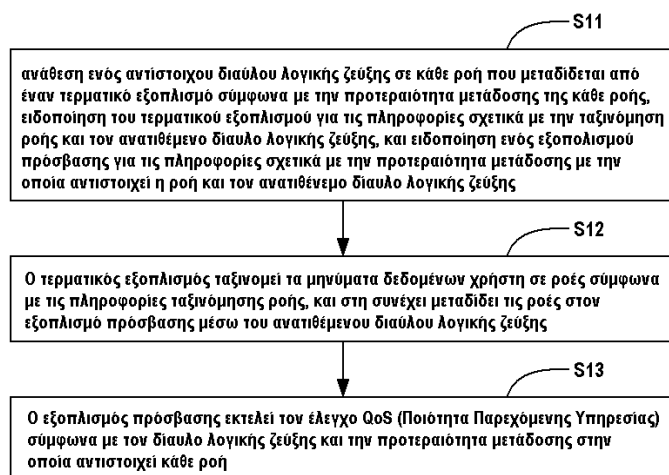 S11
ανάθεση ενός αντίστοιχου διαύλου λογικής ζεύξης σε κάθε ροή που μεταδίδεται από
έναν τερματικό εξοπλισμό σύμφωνα με την προτεραιότητα μετάδοσης της κάθε ροής,
ειδοποίηση του τερματικού εξοπλισμού για τις πληροφορίες σχετικά με την ταξινόμηση
ροής και τον ανατιθέμενο δίαυλο λογικής ζεύξης, και ειδοποίηση ενός εξοπολισμού
πρόσβασης για τις πληροφορίες σχετικά με την προτεραιότητα μετάδοσης με την
οποία αντιστοιχεί η ροή και τον ανατιθένεμο δίαυλο λογικής ζεύξης
S12
Ο τερματικός εξοπλισμός ταξινομεί τα μηνύματα δεδομένων χρήστη σε ροές σύμφωνα
με τις πληροφορίες ταξινόμησης ροής, και στη συνέχει μεταδίδει τις ροές στον
εξοπλισμό πρόσβασης μέσω του ανατιθέμενου διαύλου λογικής ζεύξης
S13
Ο εξοπλισμός πρόσβασης εκτελεί τον έλεγχο QoS (Ποιότητα Παρεχόμενης Υπηρεσίας)
σύμφωνα με τον δίαυλο λογικής ζεύξης και την προτεραιότητα μετάδοσης στην
οποία αντιστοιχεί κάθε ροή